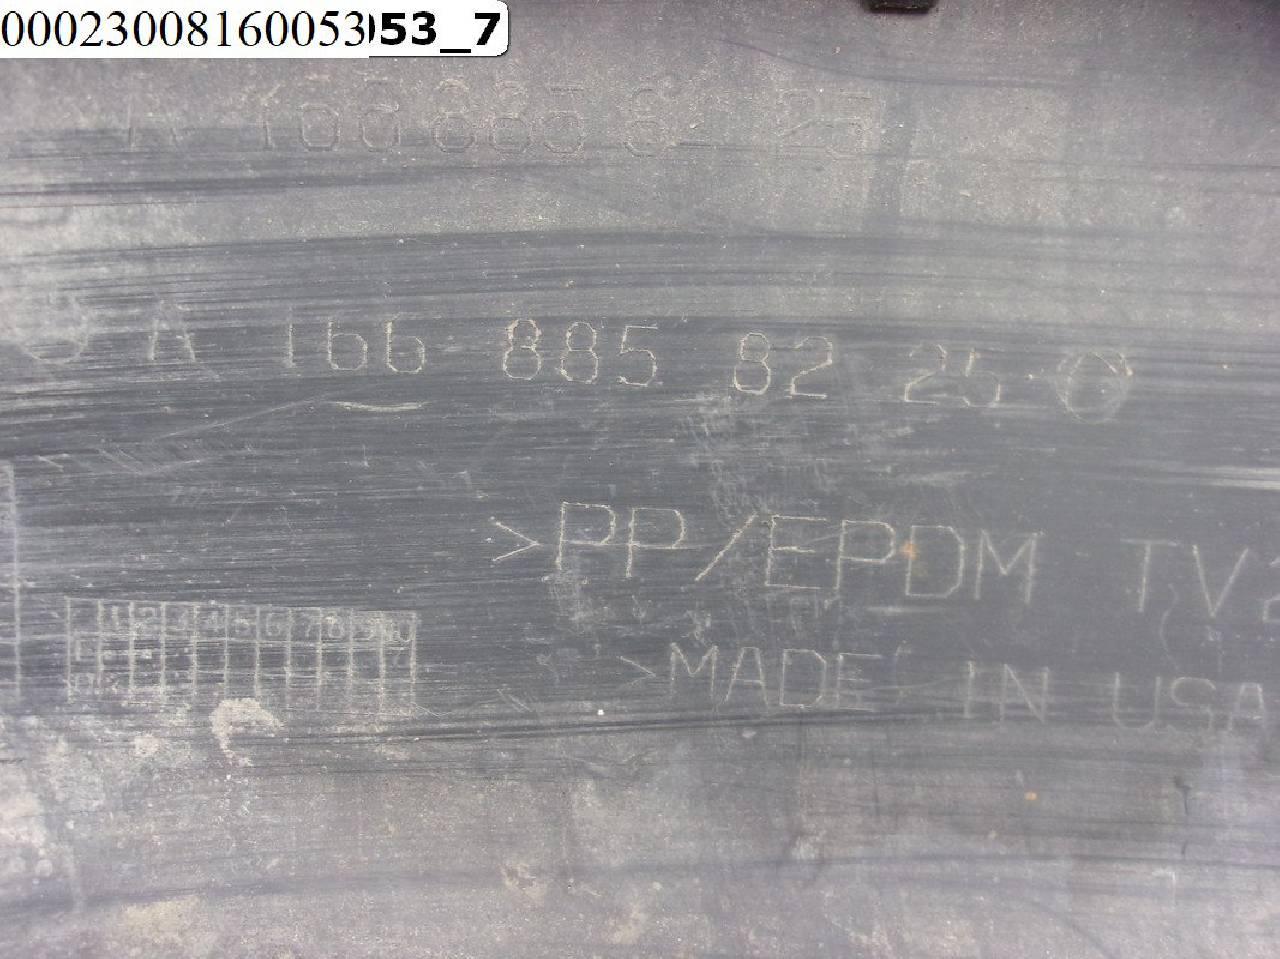 00023008160053053_7
A 166 885 82 25
A 166 885 82 25
>PP/EPDM TV2
1 2 3 4 5 6 7 8 9 10
>MADE IN USA